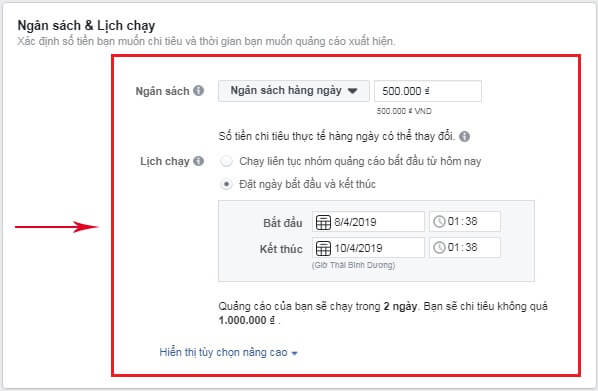 Ngân sách & Lịch chạy
Xác định số tiền bạn muốn chi tiêu và thời gian bạn muốn quảng cáo xuất hiện.
Ngân sách Ngân sách hàng ngày 500.000 ₫
500.000 ₫ VND
Số tiền chi tiêu thực tế hàng ngày có thể thay đổi.
Lịch chạy Chạy liên tục nhóm quảng cáo bắt đầu từ hôm nay
Đặt ngày bắt đầu và kết thúc
Bắt đầu 8/4/2019 01:38
Kết thúc 10/4/2019 01:38
(Giờ Thái Bình Dương)
Quảng cáo của bạn sẽ chạy trong 2 ngày. Bạn sẽ chi tiêu không quá
1.000.000 ₫ .
Hiển thị tùy chọn nâng cao